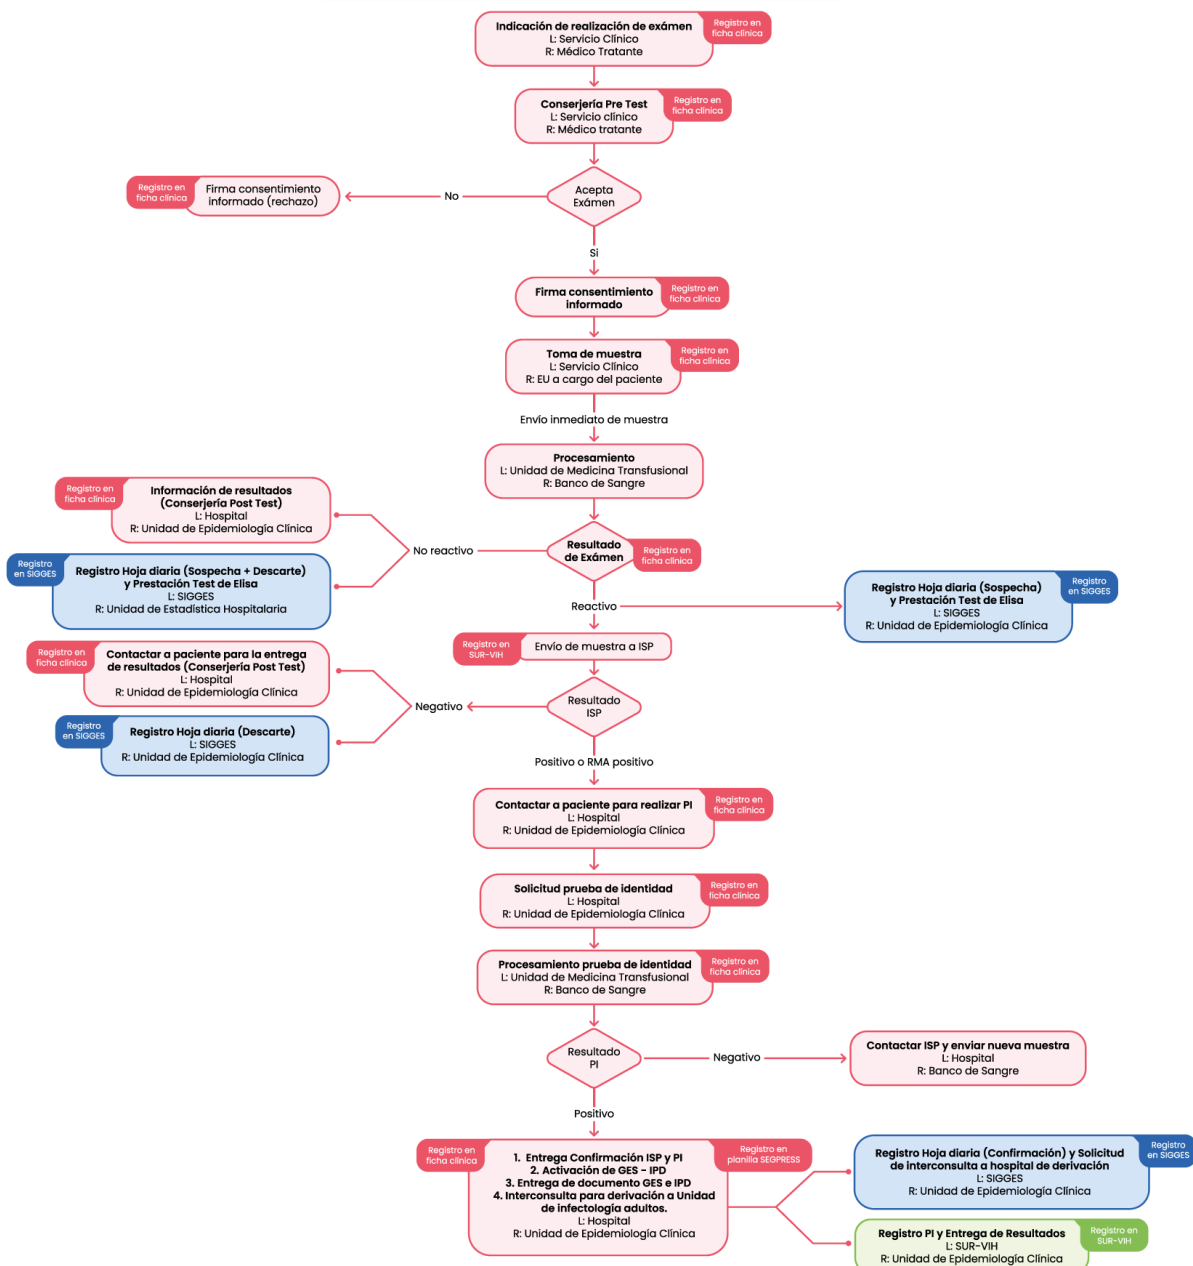 Indicación de realización de exámen
L: Servicio Clínico
R: Médico Tratante
Registro en
ficha clínica
Conserjería Pre Test
L: Servicio clínico
R: Médico tratante
Registro en
ficha clínica
Acepta
Exámen
No
Registro en
ficha clínica
Firma consentimiento
informado (rechazo)
Si
Firma consentimiento
informado
Registro en
ficha clínica
Toma de muestra
L: Servicio Clínico
R: EU a cargo del paciente
Registro en
ficha clínica
Envío inmediato de muestra
Procesamiento
L: Unidad de Medicina Transfusional
R: Banco de Sangre
Resultado
de Exámen
Registro en
ficha clínica
No reactivo
Registro en
ficha clínica
Información de resultados
(Conserjería Post Test)
L: Hospital
R: Unidad de Epidemiología Clínica
Registro
en SIGGES
Registro Hoja diaria (Sospecha + Descarte)
y Prestación Test de Elisa
L: SIGGES
R: Unidad de Estadística Hospitalaria
Reactivo
Registro Hoja diaria (Sospecha)
y Prestación Test de Elisa
L: SIGGES
R: Unidad de Epidemiología Clínica
Registro
en SIGGES
Registro en
SUR-VIH
Envío de muestra a ISP
Resultado
ISP
Negativo
Registro en
ficha clínica
Contactar a paciente para la entrega
de resultados (Conserjería Post Test)
L: Hospital
R: Unidad de Epidemiología Clínica
Registro
en SIGGES
Registro Hoja diaria (Descarte)
L: SIGGES
R: Unidad de Epidemiología Clínica
Positivo o RMA positivo
Contactar a paciente para realizar PI
L: Hospital
R: Unidad de Epidemiología Clínica
Registro en
ficha clínica
Solicitud prueba de identidad
L: Hospital
R: Unidad de Epidemiología Clínica
Registro en
ficha clínica
Procesamiento prueba de identidad
L: Unidad de Medicina Transfusional
R: Banco de Sangre
Registro en
ficha clínica
Resultado
PI
Negativo
Contactar ISP y enviar nueva muestra
L: Hospital
R: Banco de Sangre
Positivo
Registro en
ficha clínica
1. Entrega Confirmación ISP y PI
2. Activación de GES - IPD
3. Entrega de documento GES e IPD
4. Interconsulta para derivación a Unidad
de infectología adultos.
L: Hospital
R: Unidad de Epidemiología Clínica
Registro en
planilla SEGPRESS
Registro Hoja diaria (Confirmación) y Solicitud
de interconsulta a hospital de derivación
L: SIGGES
R: Unidad de Epidemiología Clínica
Registro
en SIGGES
Registro PI y Entrega de Resultados
L: SUR-VIH
R: Unidad de Epidemiología Clínica
Registro en
SUR-VIH